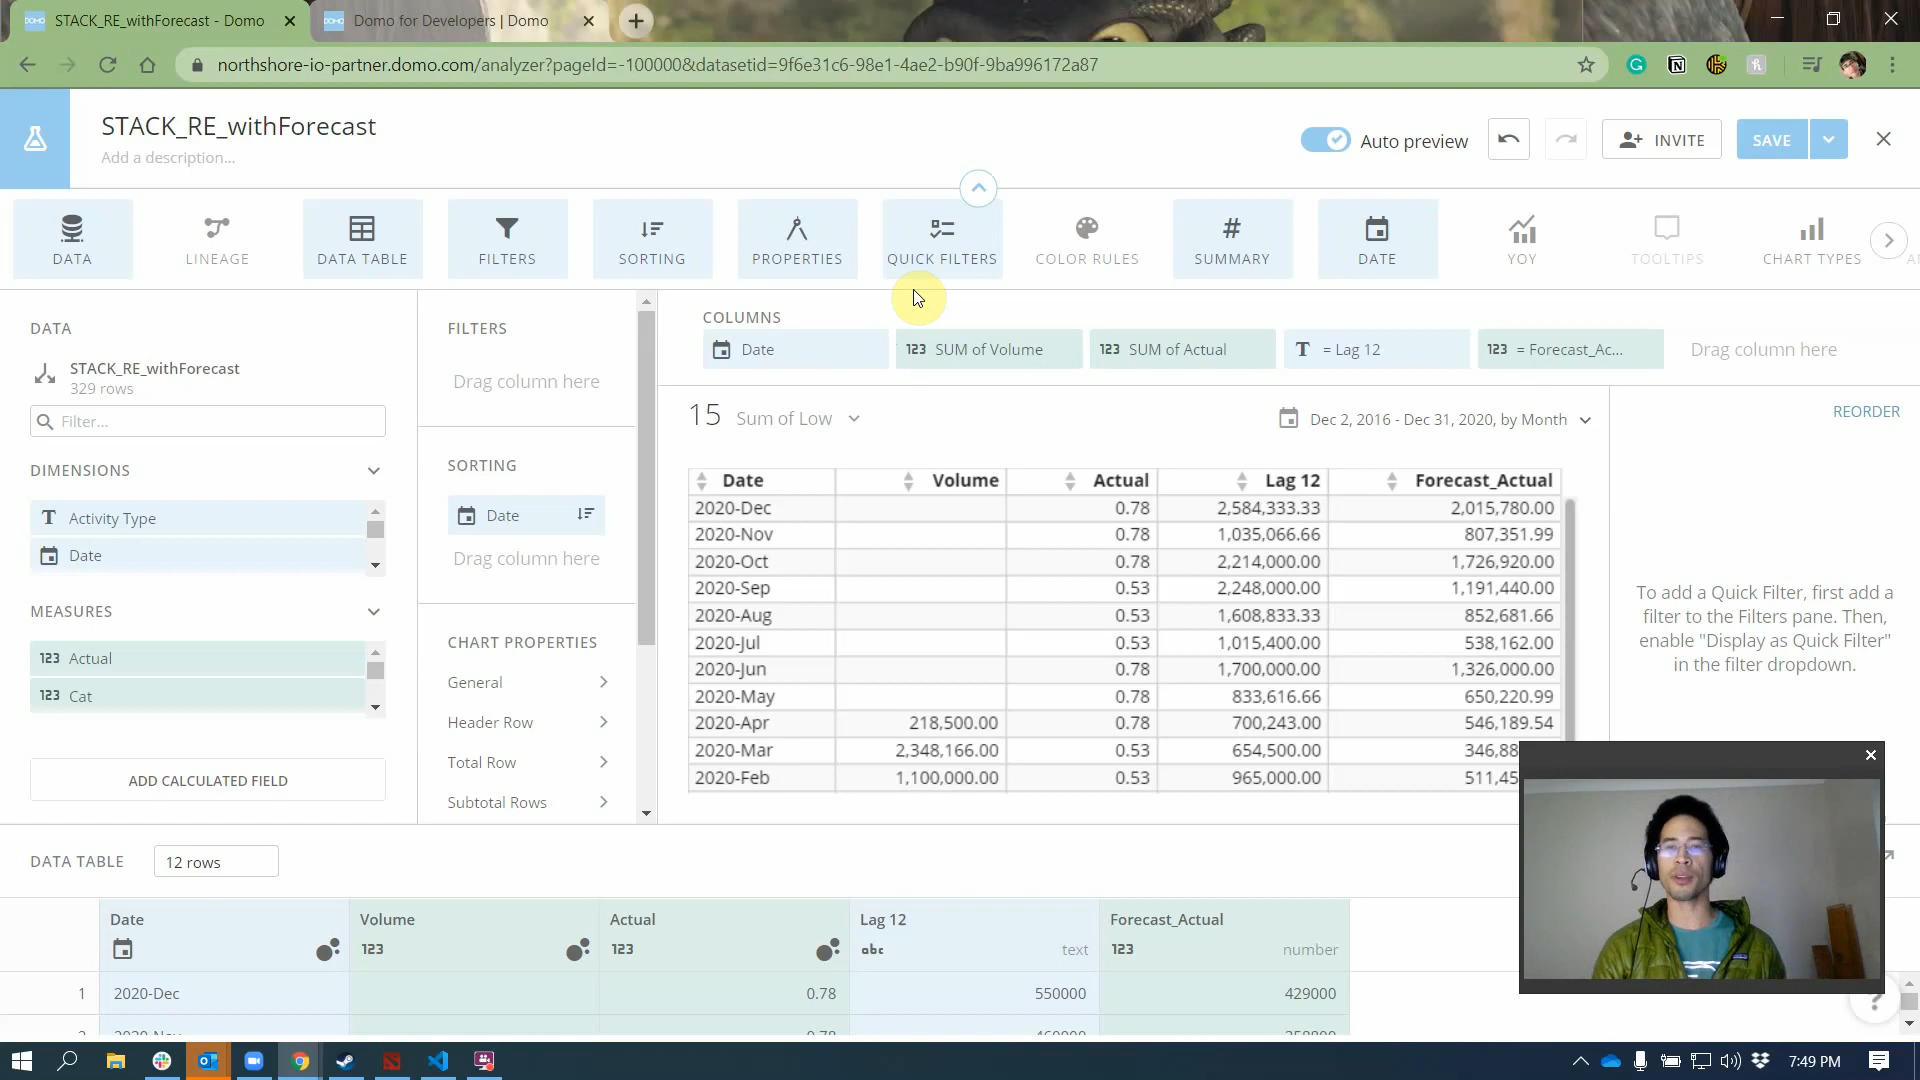 STACK_RE_withForecast - Domo
Domo for Developers | Domo
northshore-io-partner.domo.com/analyzer?pageId=-100000&datasetid=9f6e31c6-98e1-4ae2-b90f-9ba996172a87
STACK_RE_withForecast
Add a description...
Auto preview
INVITE
SAVE
DATA
LINEAGE
DATA TABLE
FILTERS
SORTING
PROPERTIES
QUICK FILTERS
COLOR RULES
SUMMARY
DATE
YOY
TOOLTIPS
CHART TYPES
DATA
STACK_RE_withForecast
329 rows
Filter...
DIMENSIONS
T Activity Type
Date
MEASURES
123 Actual
123 Cat
ADD CALCULATED FIELD
FILTERS
Drag column here
SORTING
Date
Drag column here
CHART PROPERTIES
General
Header Row
Total Row
Subtotal Rows
COLUMNS
Date
123 SUM of Volume
123 SUM of Actual
T = Lag 12
123 = Forecast_Ac...
Drag column here
15 Sum of Low
Dec 2, 2016 - Dec 31, 2020, by Month
REORDER
Date Volume Actual Lag 12 Forecast_Actual
2020-Dec 0.78 2,584,333.33 2,015,780.00
2020-Nov 0.78 1,035,066.66 807,351.99
2020-Oct 0.78 2,214,000.00 1,726,920.00
2020-Sep 0.53 2,248,000.00 1,191,440.00
2020-Aug 0.53 1,608,833.33 852,681.66
2020-Jul 0.53 1,015,400.00 538,162.00
2020-Jun 0.78 1,700,000.00 1,326,000.00
2020-May 0.78 833,616.66 650,220.99
2020-Apr 218,500.00 0.78 700,243.00 546,189.54
2020-Mar 2,348,166.00 0.53 654,500.00 346,88
2020-Feb 1,100,000.00 0.53 965,000.00 511,45
To add a Quick Filter, first add a
filter to the Filters pane. Then,
enable "Display as Quick Filter"
in the filter dropdown.
DATA TABLE 12 rows
Date Volume Actual Lag 12 Forecast_Actual
123 123 abc text 123 number
1 2020-Dec 0.78 550000 429000
7:49 PM